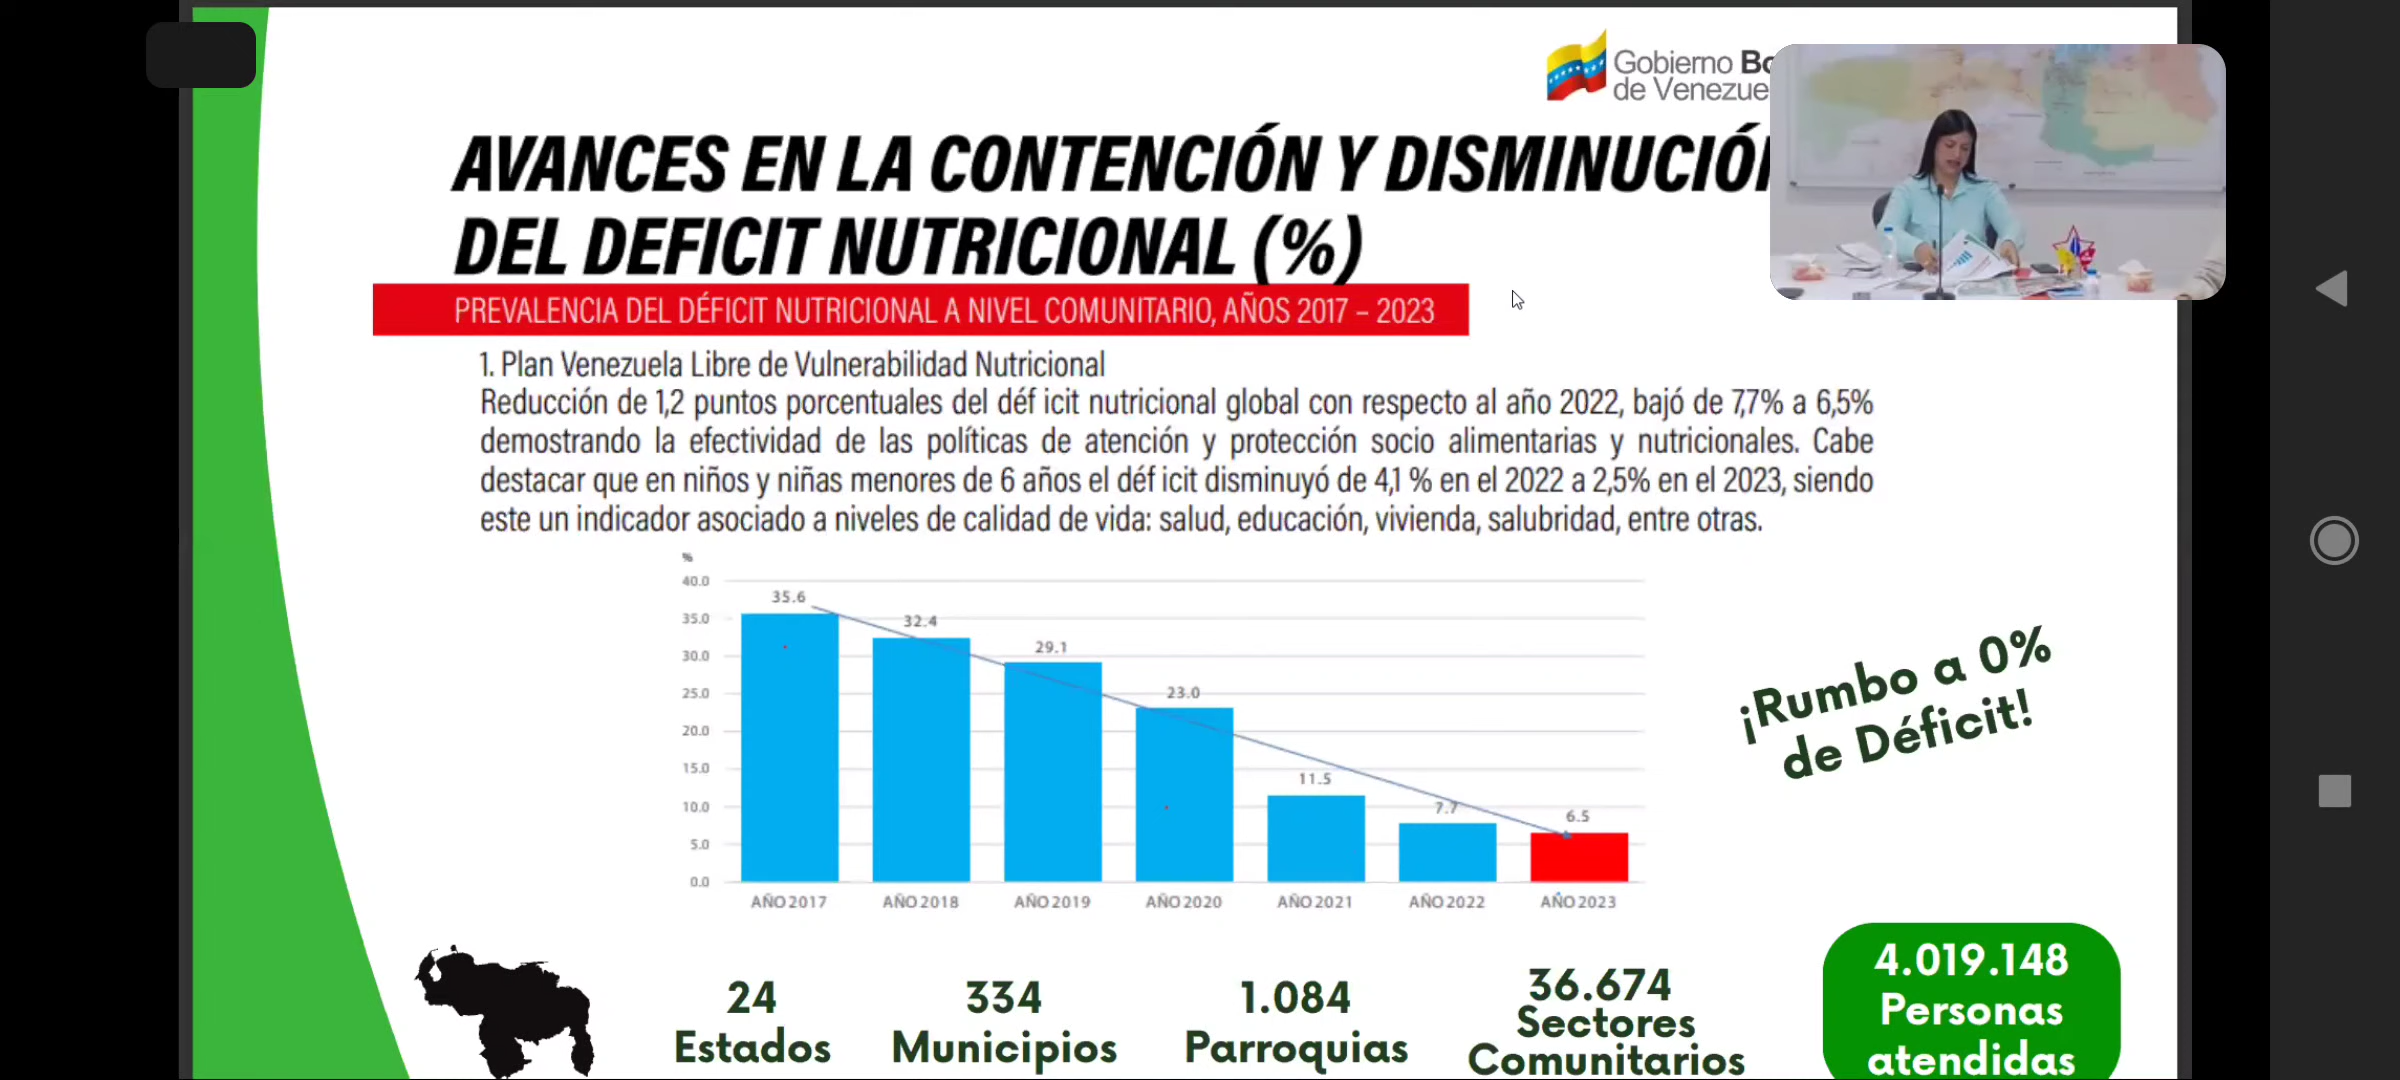 Gobierno Bo
de Venezue
AVANCES EN LA CONTENCIÓN Y DISMINUCIÓN
DEL DEFICIT NUTRICIONAL (%)
PREVALENCIA DEL DÉFICIT NUTRICIONAL A NIVEL COMUNITARIO, AÑOS 2017 – 2023
1. Plan Venezuela Libre de Vulnerabilidad Nutricional
Reducción de 1,2 puntos porcentuales del déf icit nutricional global con respecto al año 2022, bajó de 7,7% a 6,5%
demostrando la efectividad de las políticas de atención y protección socio alimentarias y nutricionales. Cabe
destacar que en niños y niñas menores de 6 años el déf icit disminuyó de 4,1 % en el 2022 a 2,5% en el 2023, siendo
este un indicador asociado a niveles de calidad de vida: salud, educación, vivienda, salubridad, entre otras.
%
40.0
35.0
30.0
25.0
20.0
15.0
10.0
5.0
0.0
35.6
32.4
29.1
23.0
11.5
7.7
6.5
AÑO 2017
AÑO 2018
AÑO 2019
AÑO 2020
AÑO 2021
AÑO 2022
AÑO 2023
¡Rumbo a 0%
de Déficit!
24
Estados
334
Municipios
1.084
Parroquias
36.674
Sectores
Comunitarios
4.019.148
Personas
atendidas